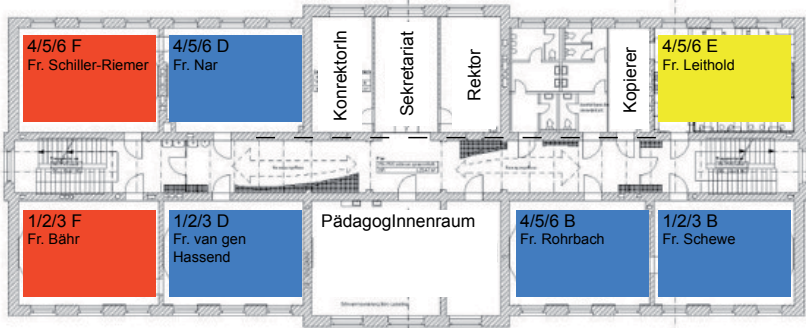 4/5/6 F
Fr. Schiller-Riemer
4/5/6 D
Fr. Nar
KonrektorIn
Sekretariat
Rektor
Kopierer
4/5/6 E
Fr. Leithold
1/2/3 F
Fr. Bähr
1/2/3 D
Fr. van gen
Hassend
PädagogInnenraum
4/5/6 B
Fr. Rohrbach
1/2/3 B
Fr. Schewe